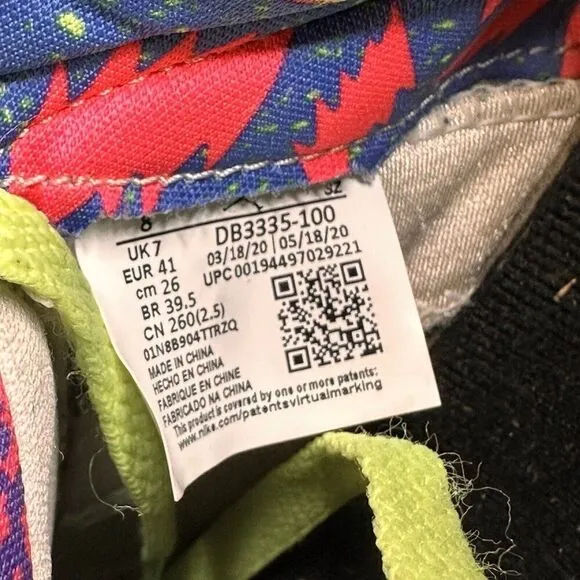 8
SZ
UK 7
EUR 41
cm 26
BR 39.5
CN 260(2.5)
01N8B904TTRZQ
DB3335-100
03/18/20 | 05/18/20
UPC 00194497029221
MADE IN CHINA
HECHO EN CHINA
FABRIQUE EN CHINE
FABRICADO NA CHINA
This product is covered by one or more patents:
www.nike.com/patentsvirtualmarking